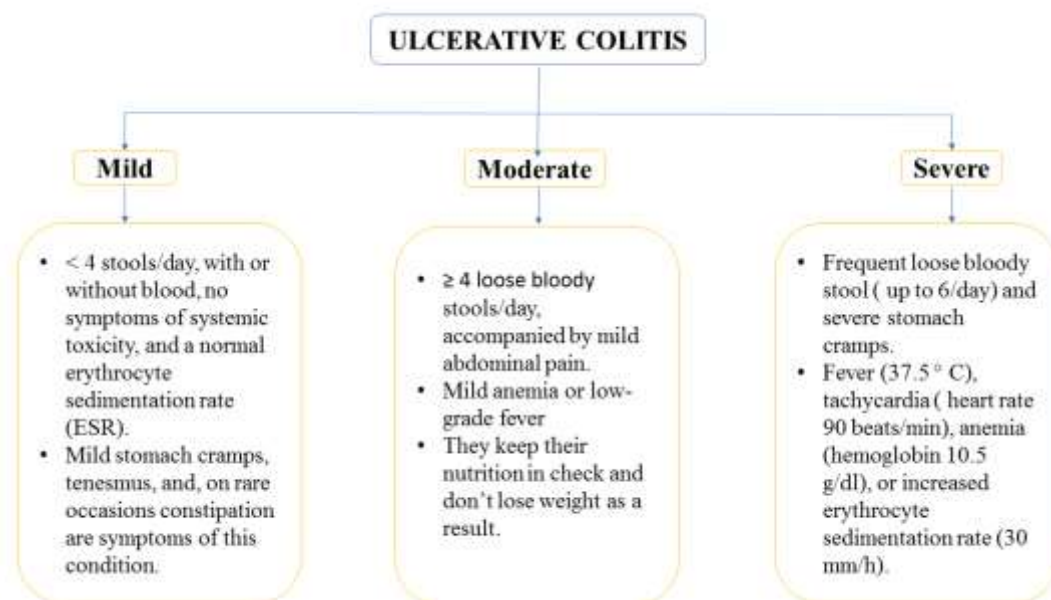 ULCERATIVE COLITIS
Mild
• < 4 stools/day, with or
without blood, no
symptoms of systemic
toxicity, and a normal
erythrocyte
sedimentation rate
(ESR).
• Mild stomach cramps,
tenesmus, and, on rare
occasions constipation
are symptoms of this
condition.
Moderate
• ≥ 4 loose bloody
stools/day,
accompanied by mild
abdominal pain.
• Mild anemia or low-
grade fever
• They keep their
nutrition in check and
don’t lose weight as a
result.
Severe
• Frequent loose bloody
stool ( up to 6/day) and
severe stomach
cramps.
• Fever (37.5 ° C),
tachycardia ( heart rate
90 beats/min), anemia
(hemoglobin 10.5
g/dl), or increased
erythrocyte
sedimentation rate (30
mm/h).